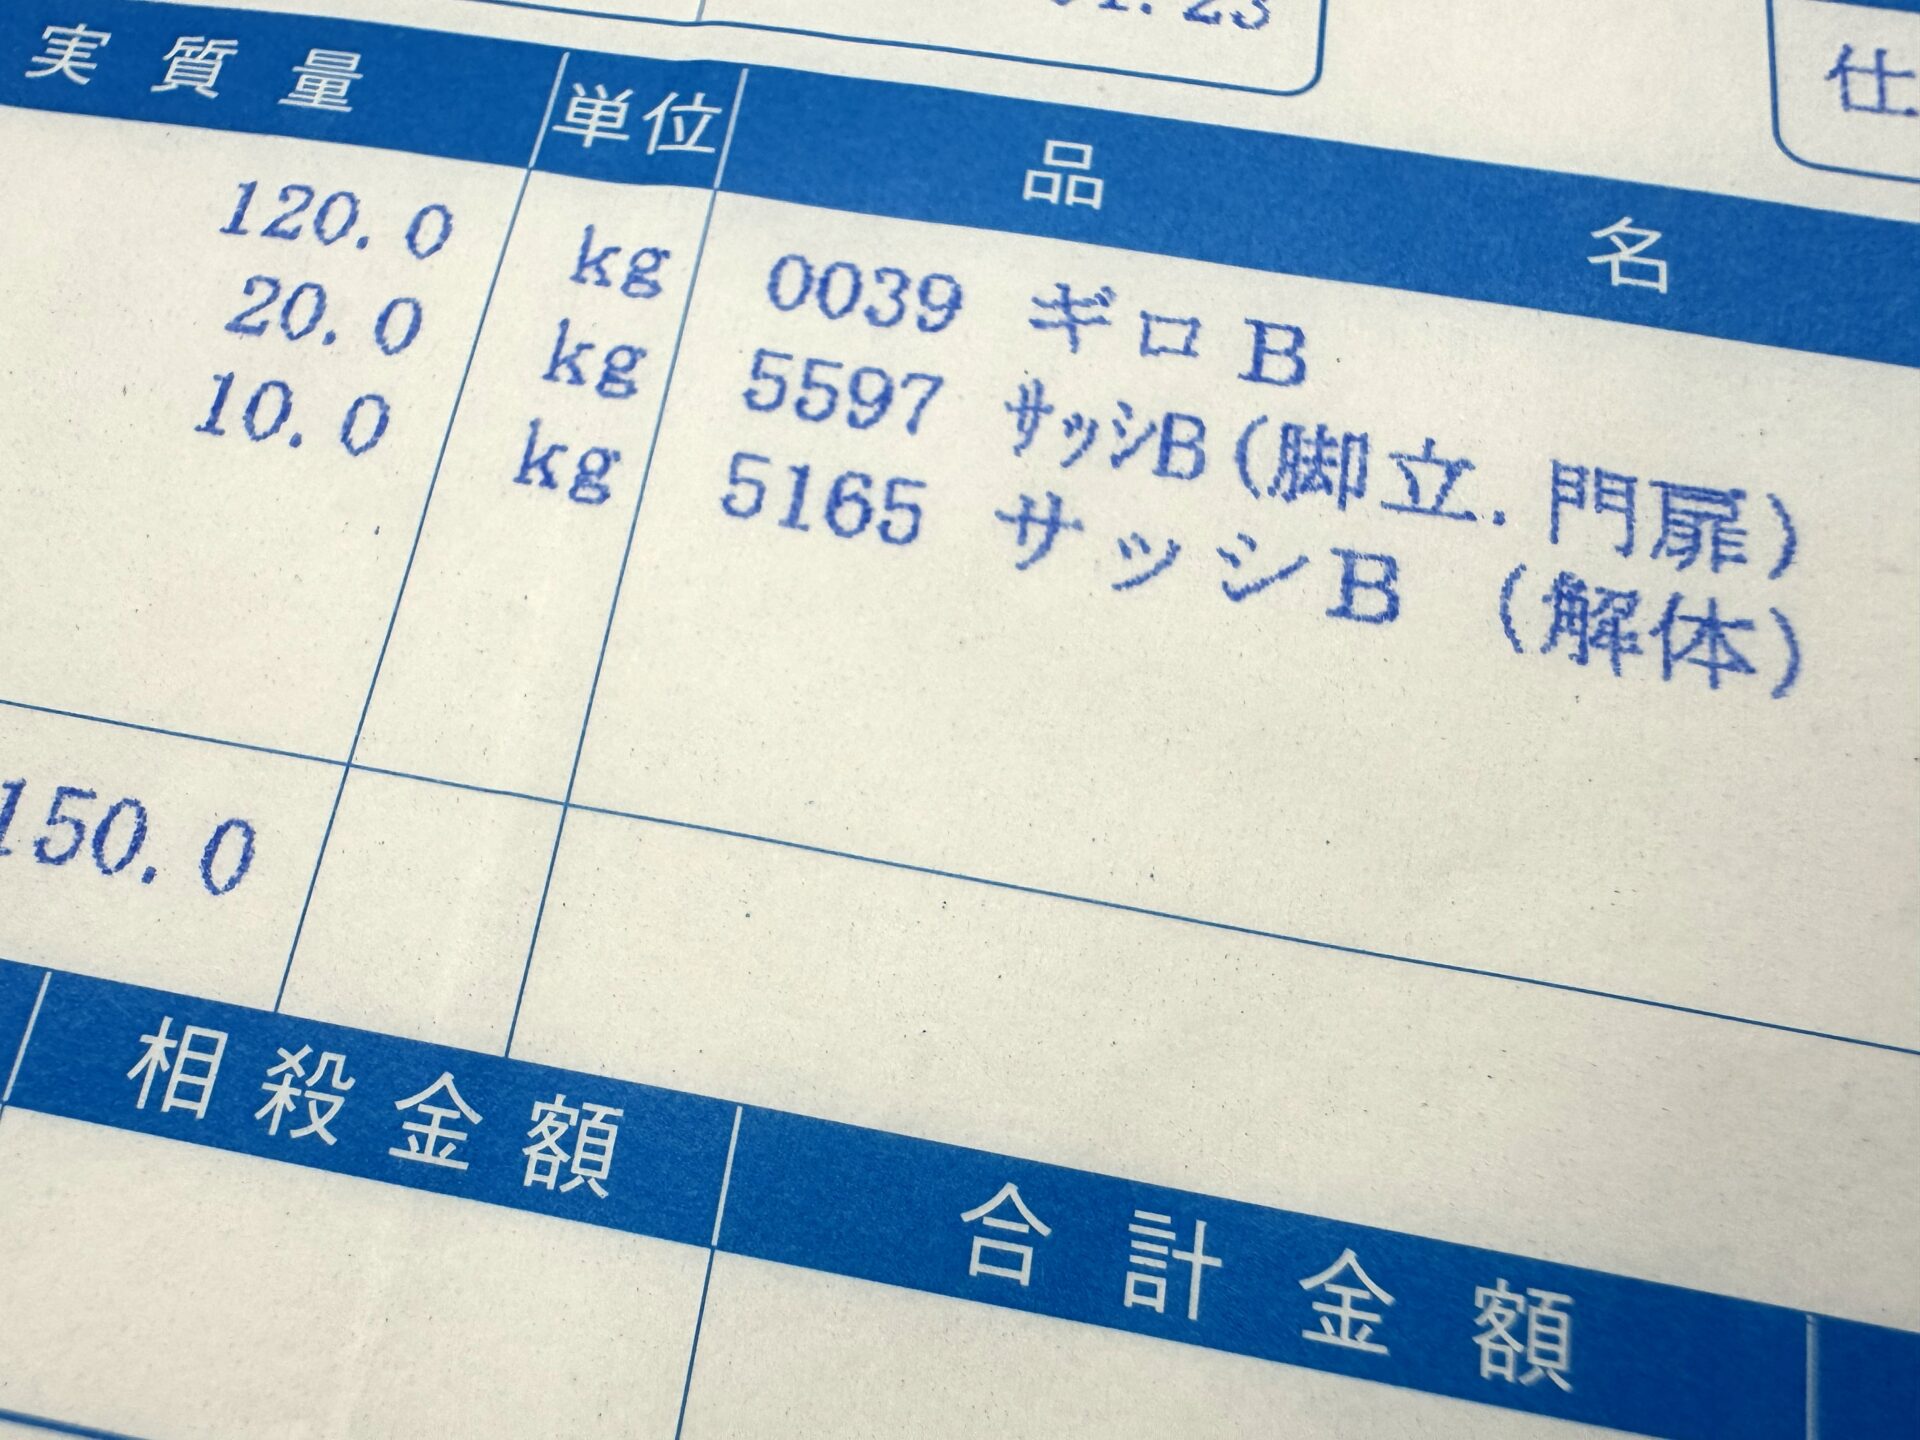 実質量 単位 品名
120.0 kg 0039 ギロB
20.0 kg 5597 ｻｯｼB(脚立.門扉)
10.0 kg 5165 サッシB (解体)
150.0
相殺金額 合計金額